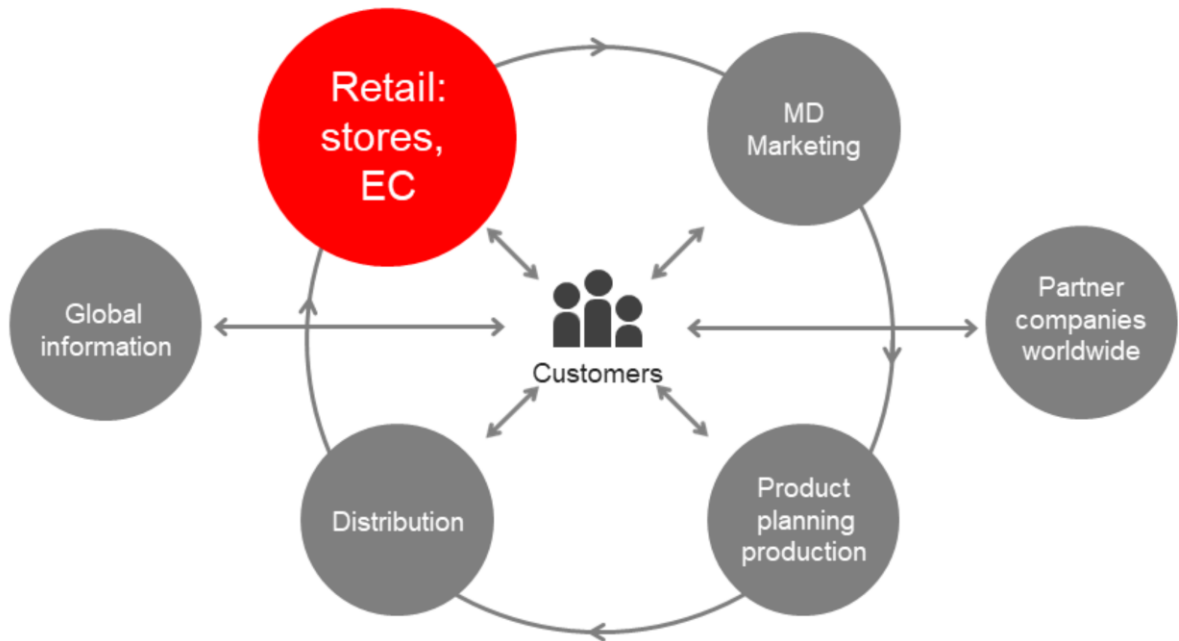 Retail:
stores,
EC
MD
Marketing
Global
information
Partner
companies
worldwide
Customers
Distribution
Product
planning
production